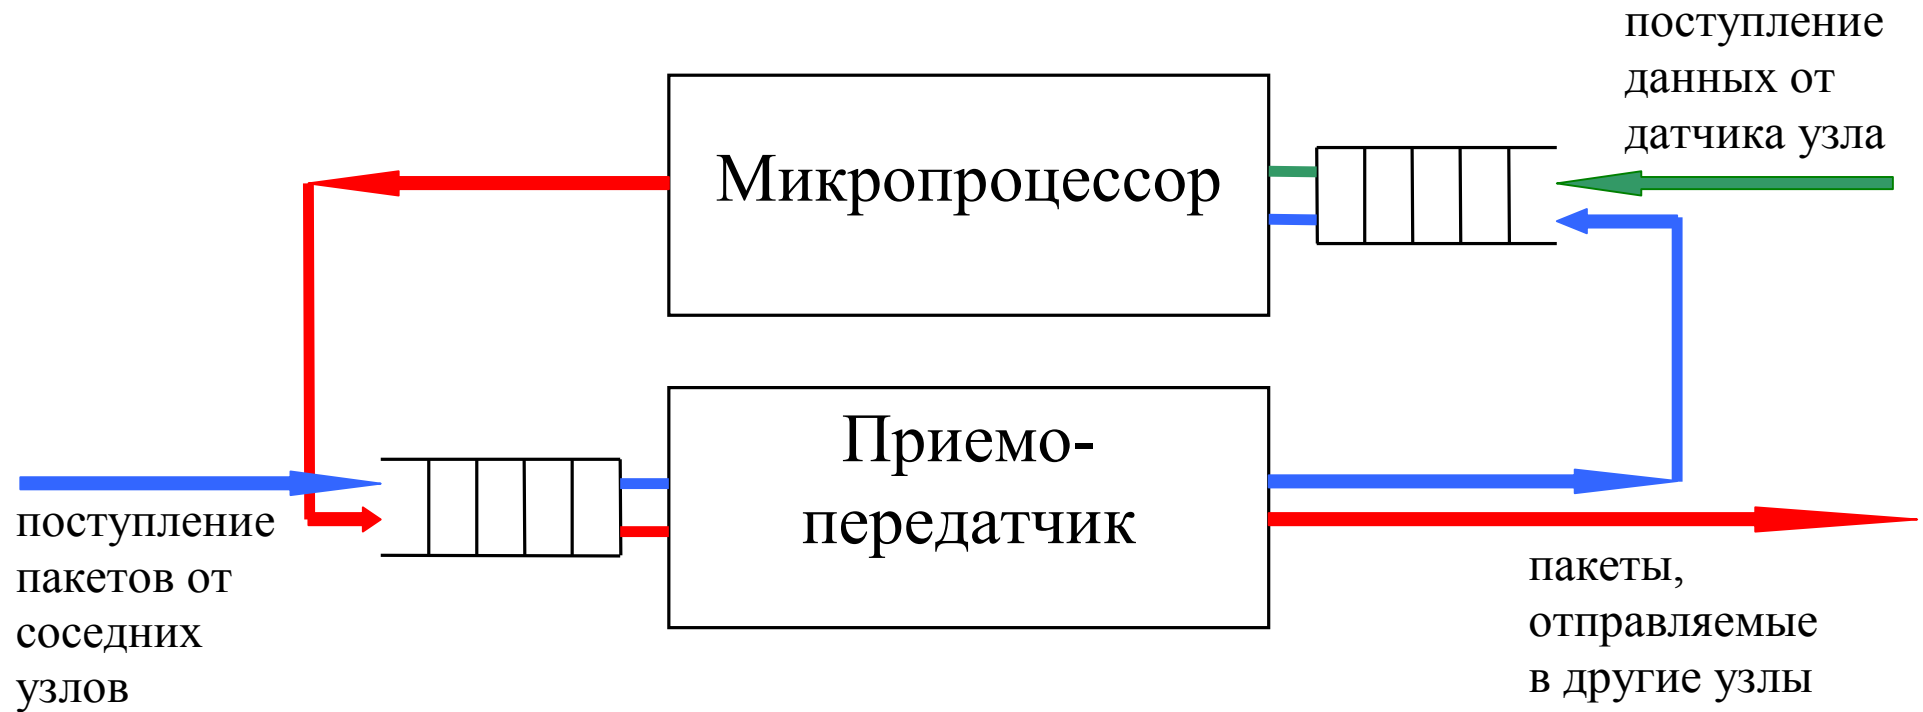 поступление
данных от
датчика узла
Микропроцессор
Приемо-
передатчик
поступление
пакетов от
соседних
узлов
пакеты,
отправляемые
в другие узлы